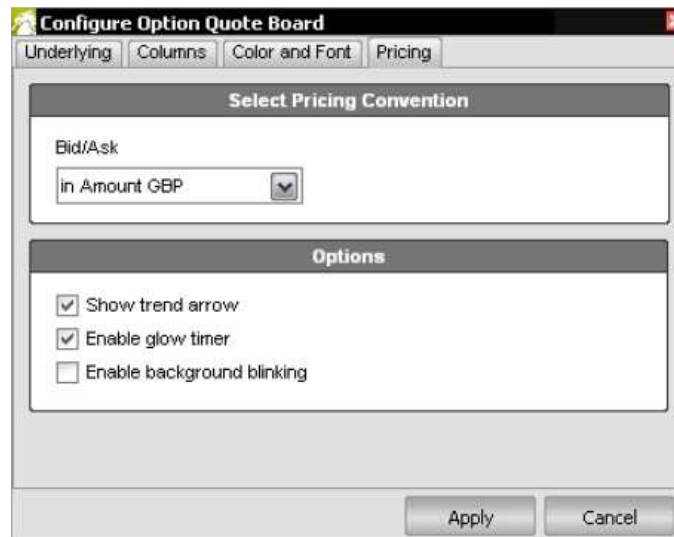 Configure Option Quote Board
Underlying Columns Color and Font Pricing
Select Pricing Convention
Bid/Ask
in Amount GBP
Options
Show trend arrow
Enable glow timer
Enable background blinking
Apply Cancel